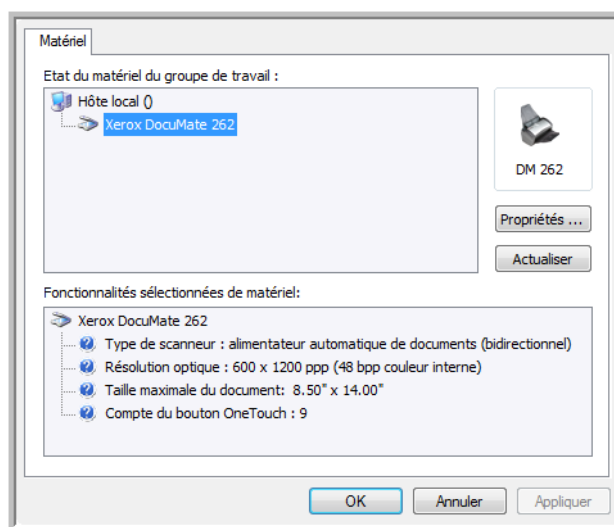 Matériel
Etat du matériel du groupe de travail :
Hôte local ()
Xerox DocuMate 262
DM 262
Propriétés ...
Actualiser
Fonctionnalités sélectionnées de matériel:
Xerox DocuMate 262
Type de scanneur : alimentateur automatique de documents (bidirectionnel)
Résolution optique : 600 x 1200 ppp (48 bpp couleur interne)
Taille maximale du document:  8.50" x 14.00"
Compte du bouton OneTouch : 9
OK
Annuler
Appliquer